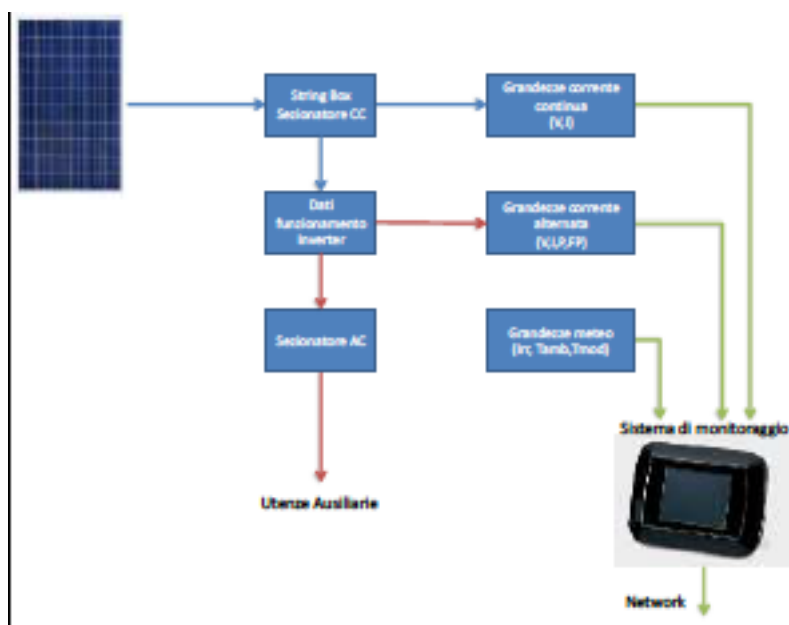 String Box
Sezionatore CC
Grandezze corrente
continua
(V,I)
Dati
funzionamento
Inverter
Grandezze corrente
alternata
(V,I,P,FP)
Sezionatore AC
Grandezze meteo
(Irr, Tamb,Tmod)
Sistema di monitoraggio
Utenze Ausiliarie
Network